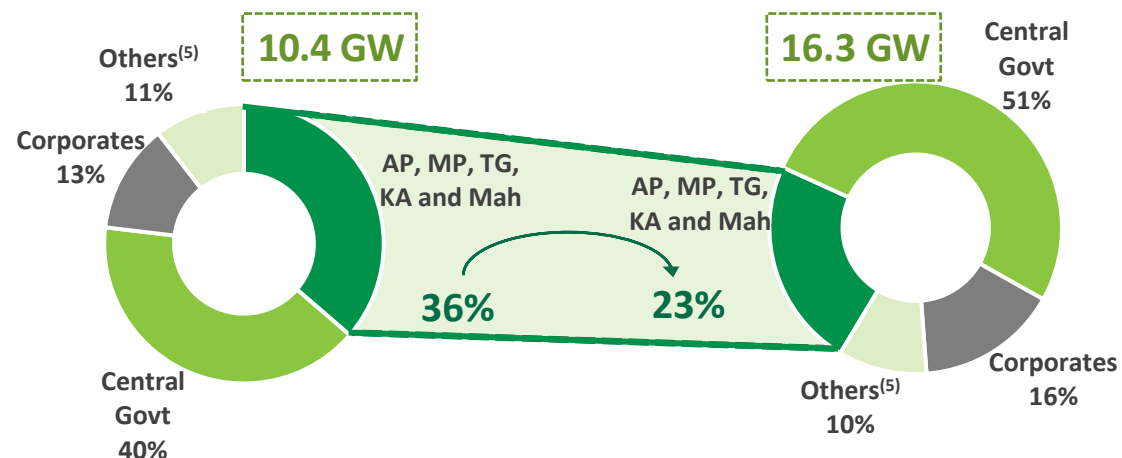 10.4 GW
Others(5)
11%
Corporates
13%
Central
Govt
40%
AP, MP, TG,
KA and Mah
36%
AP, MP, TG,
KA and Mah
23%
16.3 GW
Central
Govt
51%
Corporates
16%
Others(5)
10%